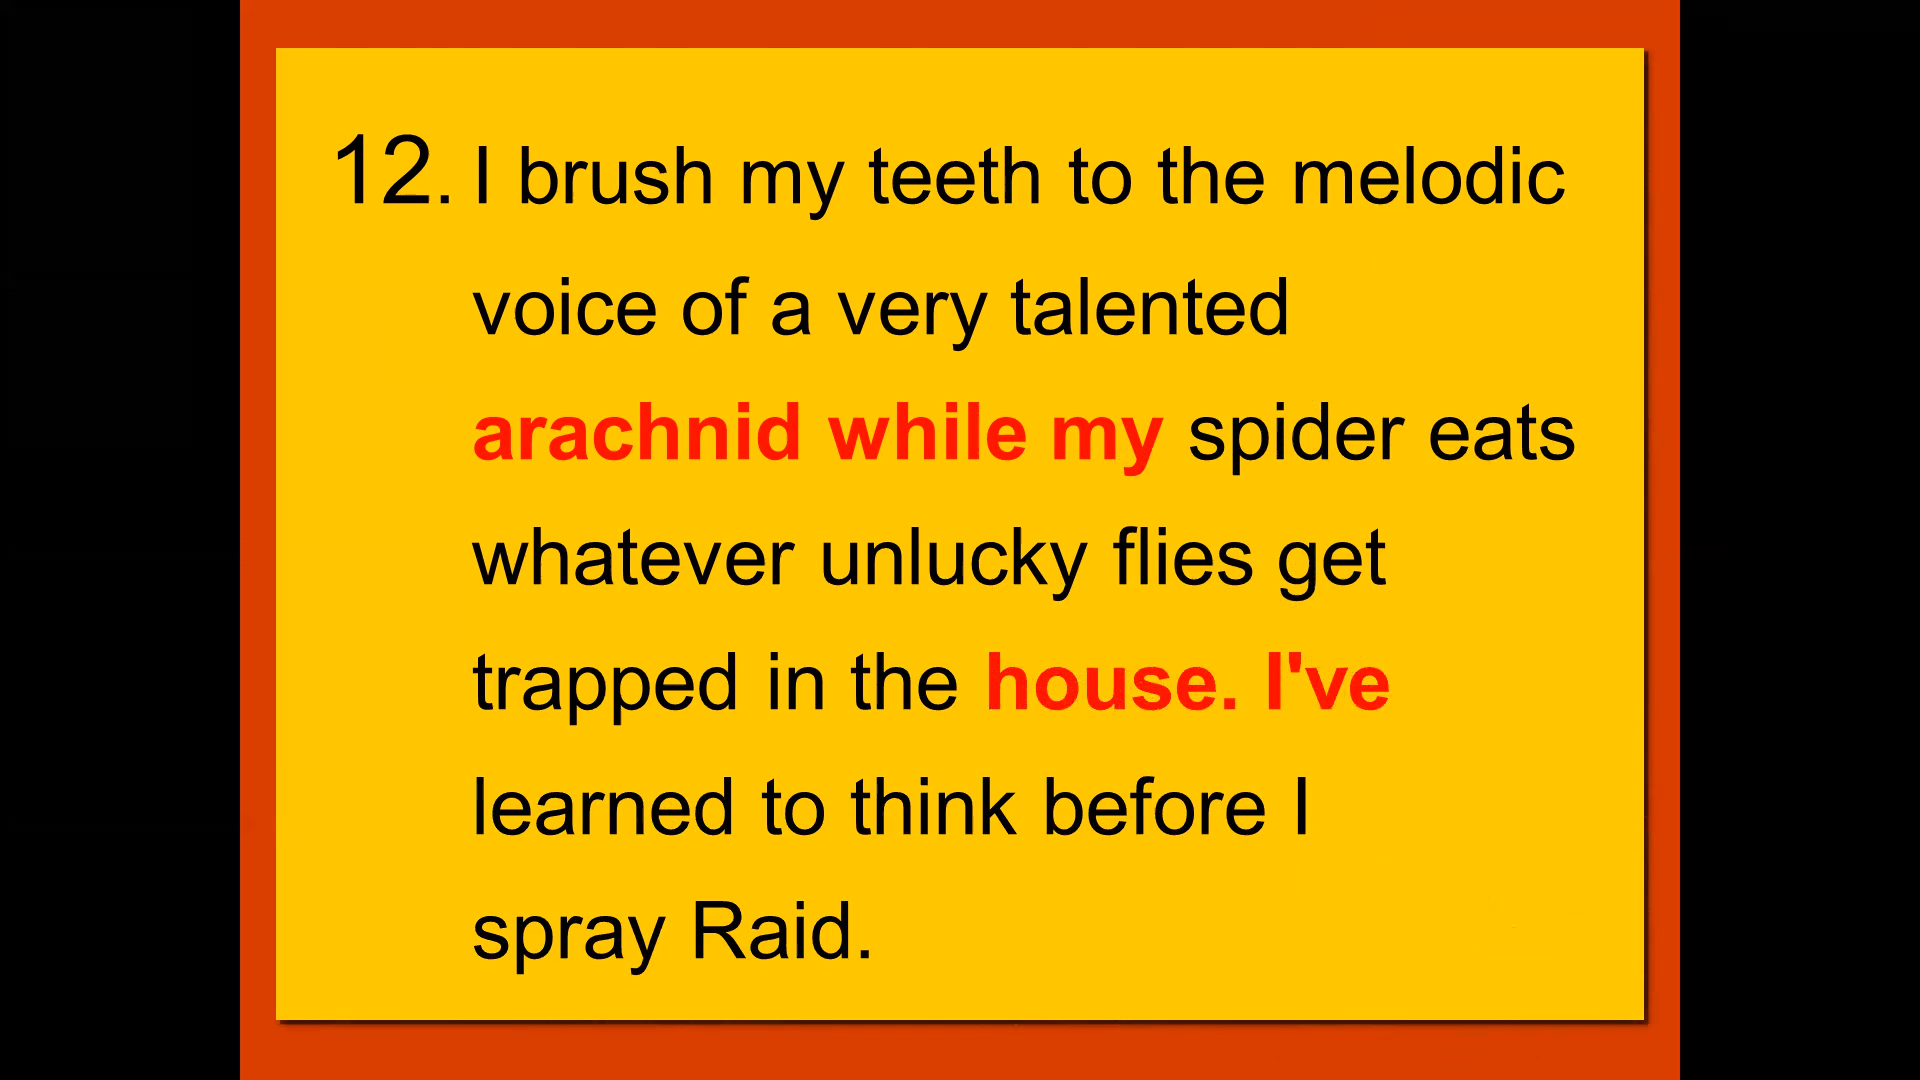 12. I brush my teeth to the melodic
voice of a very talented
arachnid while my spider eats
whatever unlucky flies get
trapped in the house. I've
learned to think before I
spray Raid.